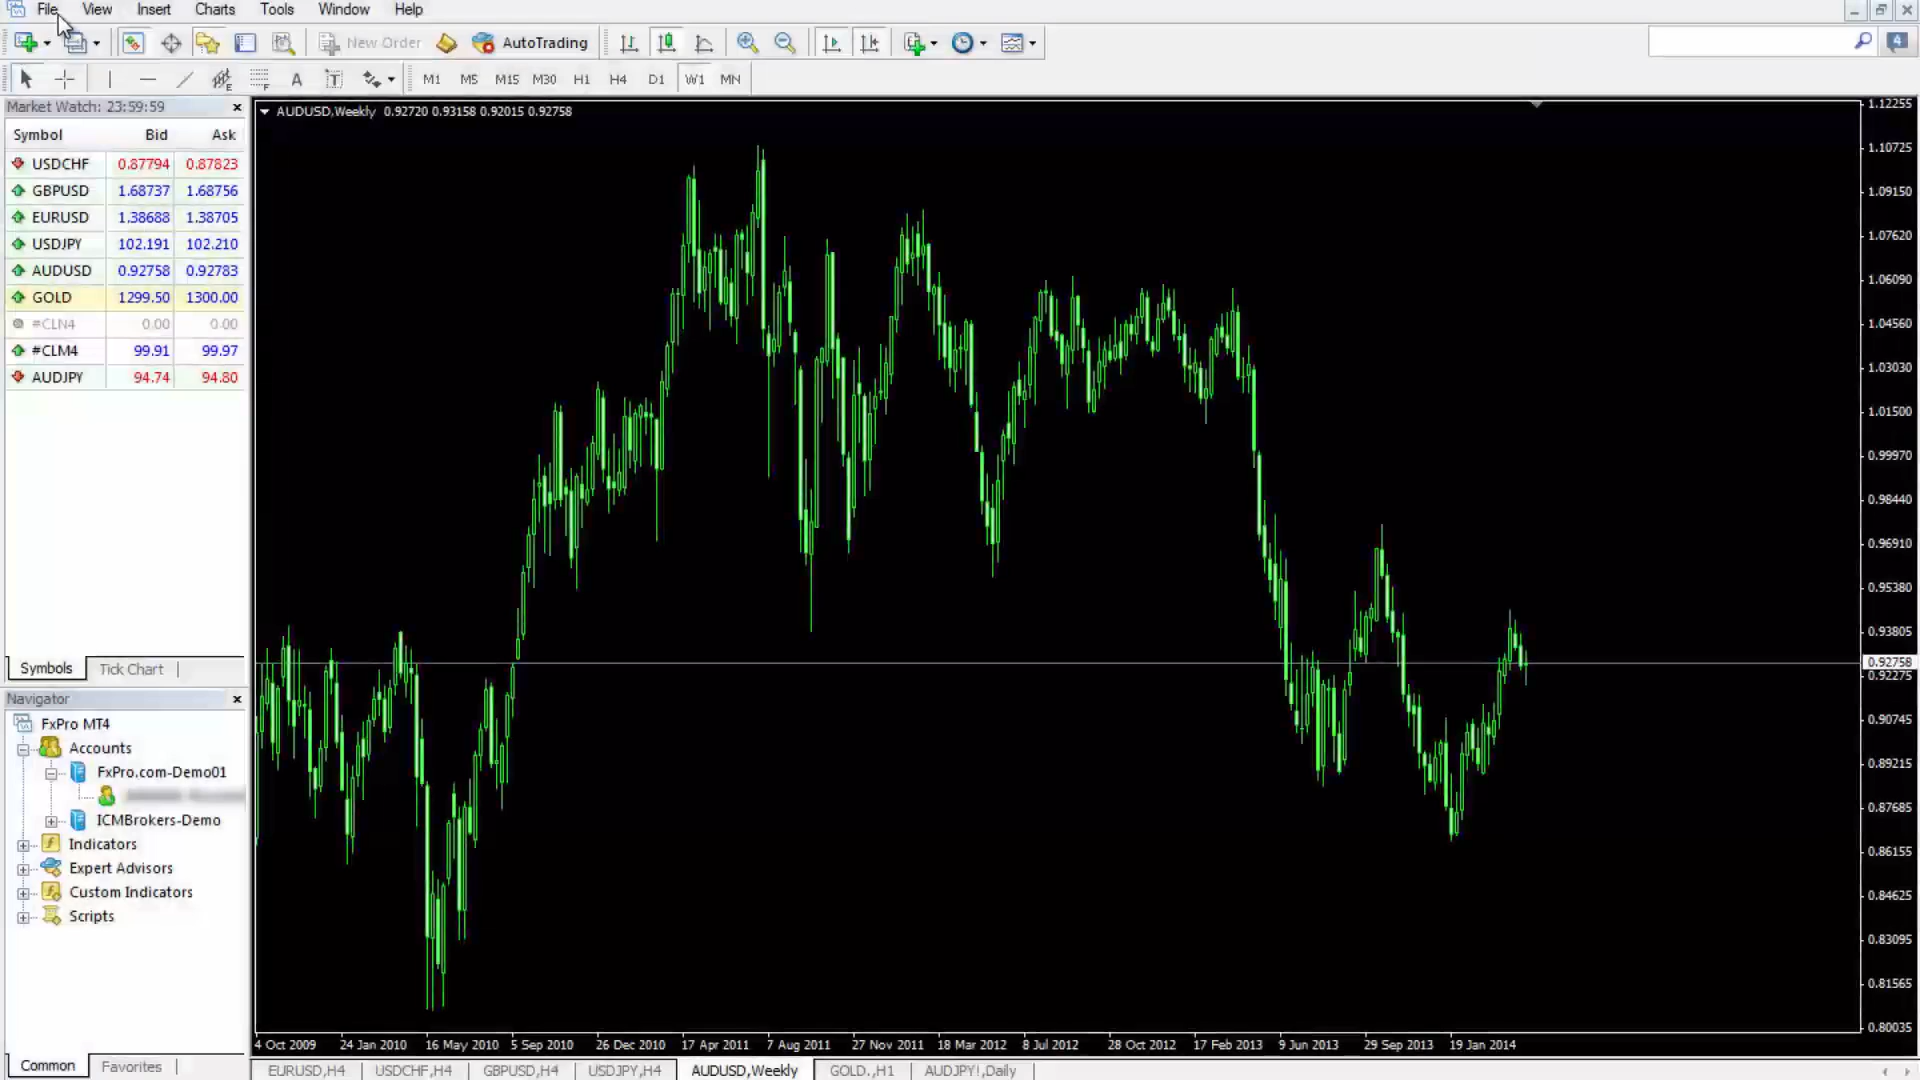 File View Insert Charts Tools Window Help
New Order AutoTrading 4
A T E F M1 M5 M15 M30 H1 H4 D1 W1 MN
Market Watch: 23:59:59
Symbol Bid Ask
USDCHF 0.87794 0.87823
GBPUSD 1.68737 1.68756
EURUSD 1.38688 1.38705
USDJPY 102.191 102.210
AUDUSD 0.92758 0.92783
GOLD 1299.50 1300.00
#CLN4 0.00 0.00
#CLM4 99.91 99.97
AUDJPY 94.74 94.80
Symbols Tick Chart
Navigator
FxPro MT4
Accounts
FxPro.com-Demo01
ICMBrokers-Demo
Indicators
Expert Advisors
Custom Indicators
Scripts
Common Favorites
AUDUSD,Weekly 0.92720 0.93158 0.92015 0.92758
1.12255
1.10725
1.09150
1.07620
1.06090
1.04560
1.03030
1.01500
0.99970
0.98440
0.96910
0.95380
0.93805
0.92758
0.92275
0.90745
0.89215
0.87685
0.86155
0.84625
0.83095
0.81565
0.80035
4 Oct 2009 24 Jan 2010 16 May 2010 5 Sep 2010 26 Dec 2010 17 Apr 2011 7 Aug 2011 27 Nov 2011 18 Mar 2012 8 Jul 2012 28 Oct 2012 17 Feb 2013 9 Jun 2013 29 Sep 2013 19 Jan 2014
EURUSD,H4 USDCHF,H4 GBPUSD,H4 USDJPY,H4 AUDUSD,Weekly GOLD.,H1 AUDJPY!,Daily